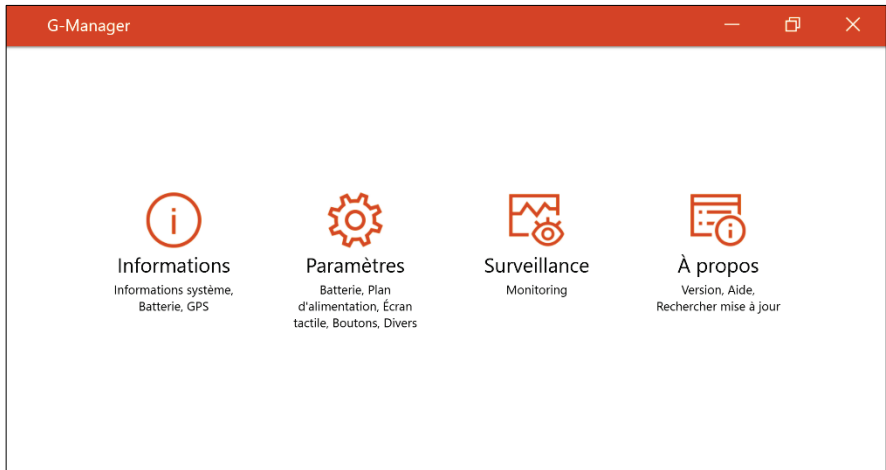 G-Manager
Informations
Informations système,
Batterie, GPS
Paramètres
Batterie, Plan
d'alimentation, Écran
tactile, Boutons, Divers
Surveillance
Monitoring
À propos
Version, Aide,
Rechercher mise à jour